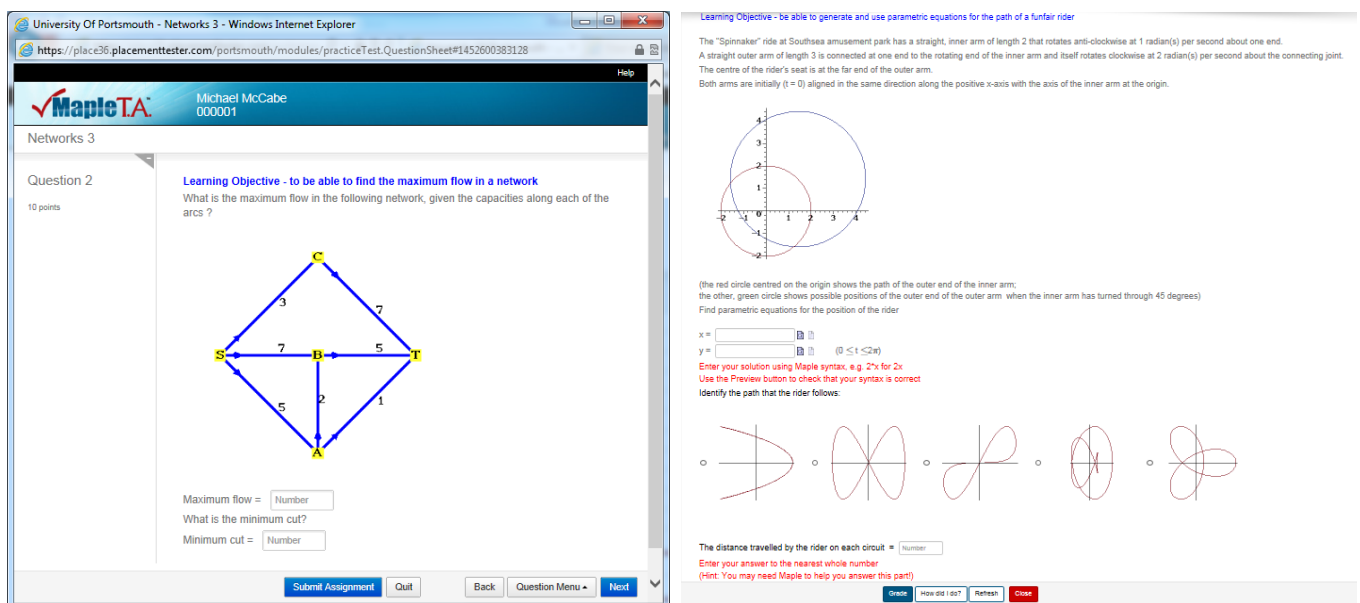 University Of Portsmouth - Networks 3 - Windows Internet Explorer
https://place36.placementtester.com/portsmouth/modules/practiceTest.QuestionSheet#1452600383128
Help
MapleT.A.
Michael McCabe
000001
Networks 3
Question 2
10 points
Learning Objective - to be able to find the maximum flow in a network
What is the maximum flow in the following network, given the capacities along each of the
arcs ?
C
3
7
S
7
B
5
T
5
2
1
A
Maximum flow = Number
What is the minimum cut?
Minimum cut = Number
Submit Assignment
Quit
Back
Question Menu
Next
Learning Objective - be able to generate and use parametric equations for the path of a funfair rider
The "Spinnaker" ride at Southsea amusement park has a straight, inner arm of length 2 that rotates anti-clockwise at 1 radian(s) per second about one end.
A straight outer arm of length 3 is connected at one end to the rotating end of the inner arm and itself rotates clockwise at 2 radian(s) per second about the connecting joint.
The centre of the rider's seat is at the far end of the outer arm.
Both arms are initially (t = 0) aligned in the same direction along the positive x-axis with the axis of the inner arm at the origin.
4
3
2
1
-2 -1 0 1 2 3 4
-1
-2
(the red circle centred on the origin shows the path of the outer end of the inner arm;
the other, green circle shows possible positions of the outer end of the outer arm when the inner arm has turned through 45 degrees)
Find parametric equations for the position of the rider
x =
y = (0 ≤t ≤2π)
Enter your solution using Maple syntax, e.g. 2*x for 2x
Use the Preview button to check that your syntax is correct
Identify the path that the rider follows:
The distance travelled by the rider on each circuit = Number
Enter your answer to the nearest whole number
(Hint: You may need Maple to help you answer this part!)
Grade
How did I do?
Refresh
Close